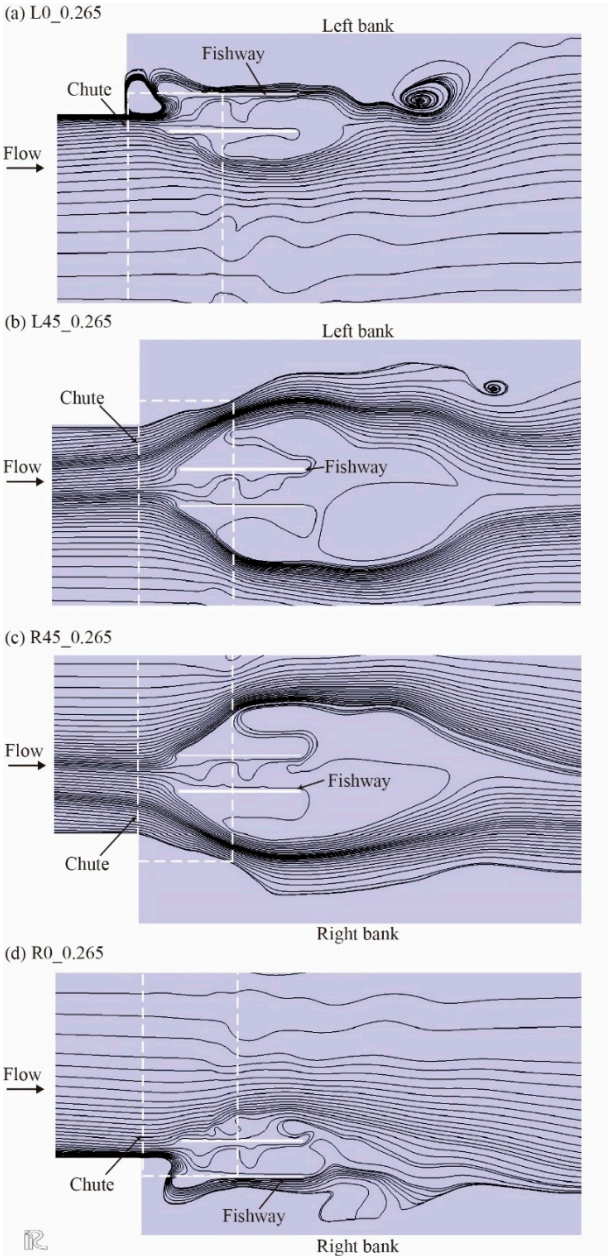 (a) L0_0.265
Left bank
Fishway
Chute
Flow
(b) L45_0.265
Left bank
Chute
Flow
Fishway
(c) R45_0.265
Flow
Fishway
Chute
Right bank
(d) R0_0.265
Flow
Chute
Fishway
Right bank